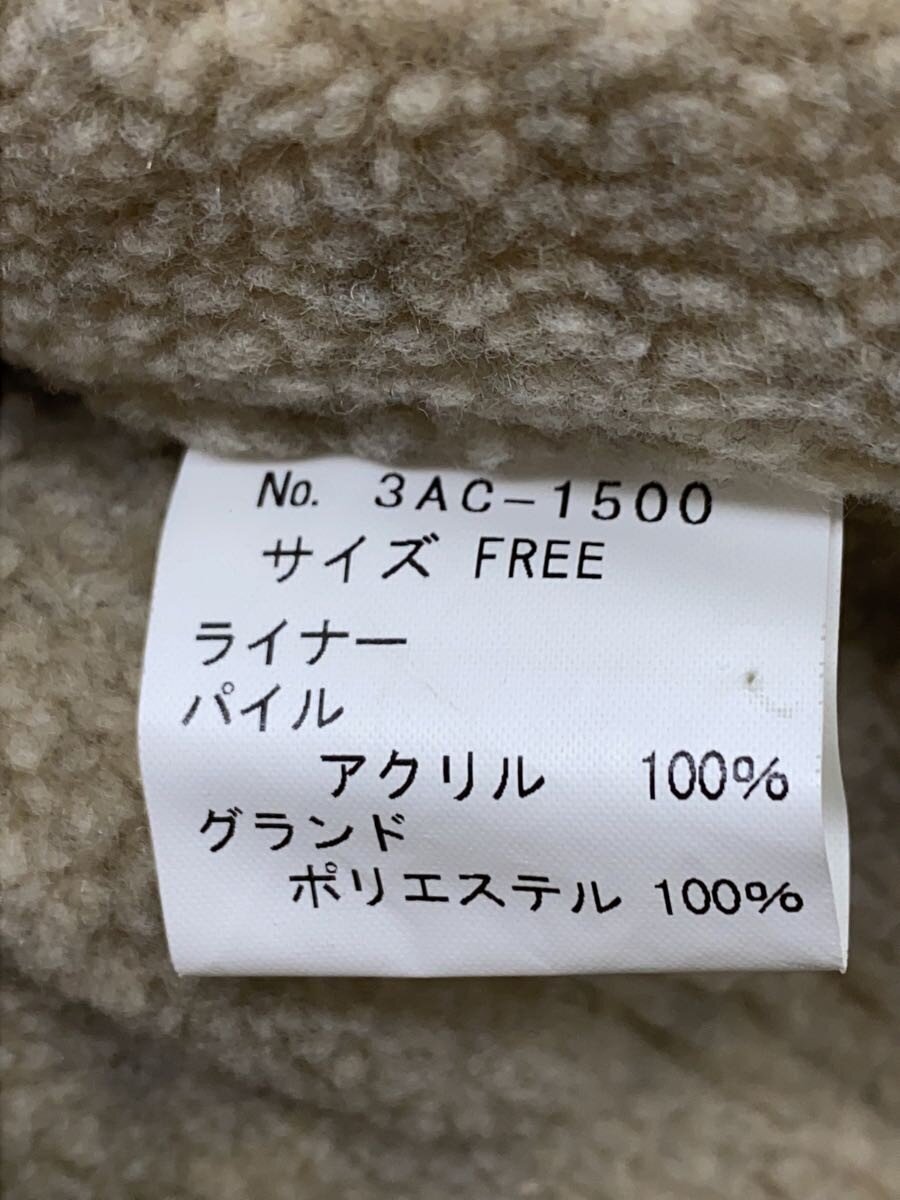 No. 3AC-1500
サイズ FREE
ライナー
パイル
アクリル 100%
グランド
ポリエステル 100%